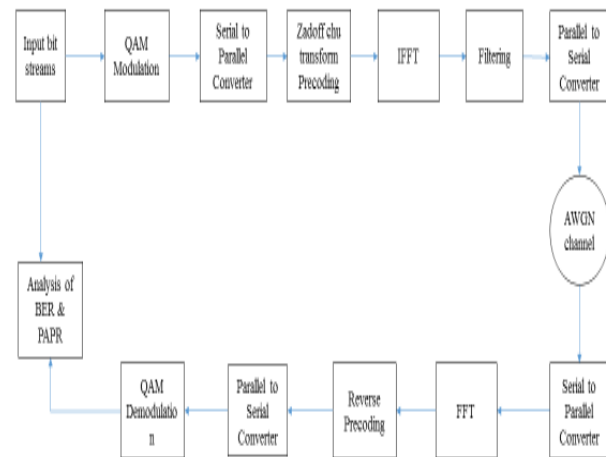 Input bit
streams
QAM
Modulation
Serial to
Parallel
Converter
Zadoff chu
transform
Precoding
IFFT
Filtering
Parallel to
Serial
Converter
AWGN
channel
Analysis of
BER &
PAPR
QAM
Demodulatio
n
Parallel to
Serial
Converter
Reverse
Precoding
FFT
Serial to
Parallel
Converter